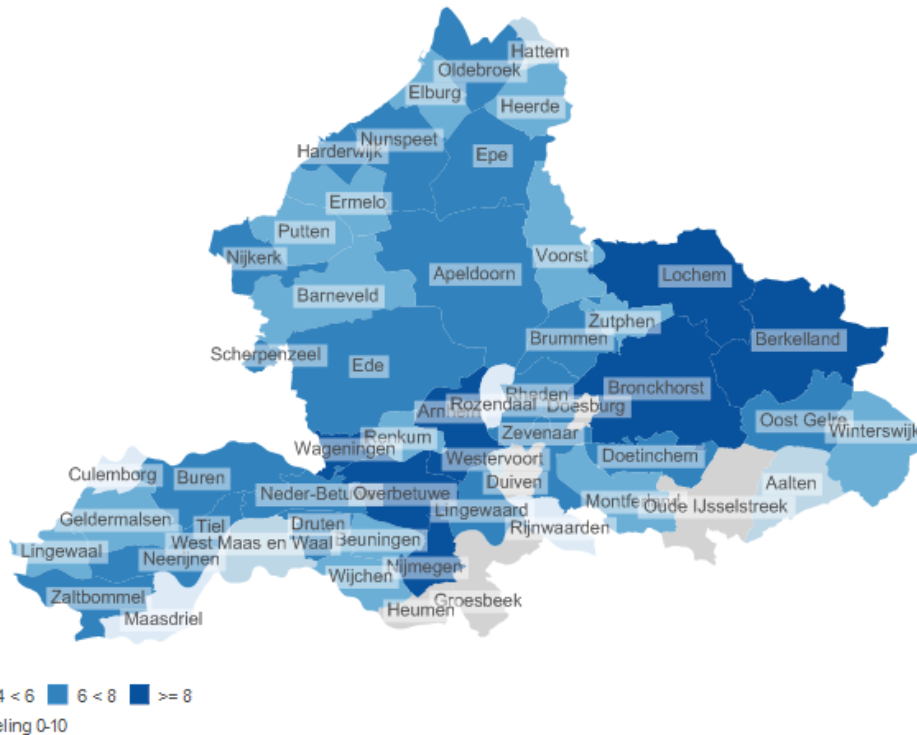 Hattem
Oldebroek
Elburg
Heerde
Nunspeet
Harderwijk
Epe
Ermelo
Putten
Nijkerk
Voorst
Apeldoorn
Lochem
Barneveld
Zutphen
Brummen
Berkelland
Scherpenzeel
Ede
Rheden
Bronckhorst
Rozendaal
Doesburg
Arnhem
Oost Gelre
Winterswijk
Renkum
Zevenaar
Wageningen
Doetinchem
Westervoort
Culemborg
Buren
Duiven
Aalten
Neder-Betuwe
Overbetuwe
Montferland
Oude IJsselstreek
Lingewaard
Geldermalsen
Tiel
Druten
Rijnwaarden
West Maas en Waal
Beuningen
Lingewaal
Neerijnen
Nijmegen
Wijchen
Zaltbommel
Groesbeek
Heumen
Maasdriel
4 < 6 6 < 8 >= 8
eling 0-10